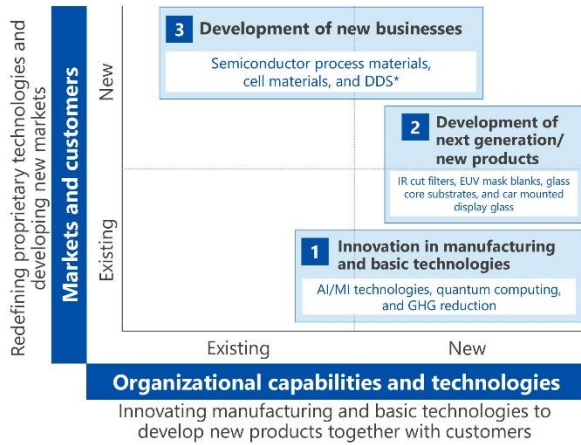 Redefining proprietary technologies and
developing new markets
Markets and customers
New
Existing
3 Development of new businesses
Semiconductor process materials,
cell materials, and DDS*
2 Development of
next generation/
new products
IR cut filters, EUV mask blanks, glass
core substrates, and car mounted
display glass
1 Innovation in manufacturing
and basic technologies
AI/MI technologies, quantum computing,
and GHG reduction
Existing New
Organizational capabilities and technologies
Innovating manufacturing and basic technologies to
develop new products together with customers